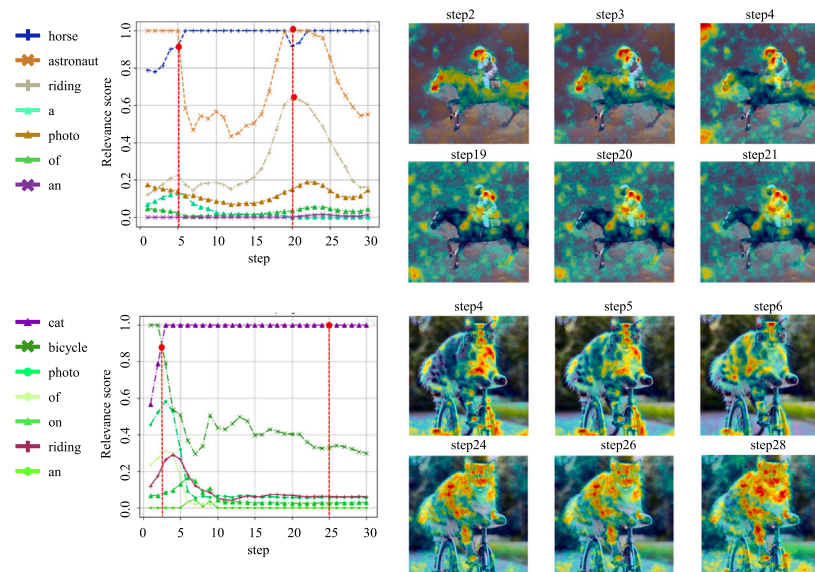 horse
astronaut
riding
a
photo
of
an
Relevance score
1.0
0.8
0.6
0.4
0.2
0.0
0 5 10 15 20 25 30
step
step2 step3 step4
step19 step20 step21
cat
bicycle
photo
of
on
riding
an
Relevance score
1.0
0.8
0.6
0.4
0.2
0.0
0 5 10 15 20 25 30
step
step4 step5 step6
step24 step26 step28